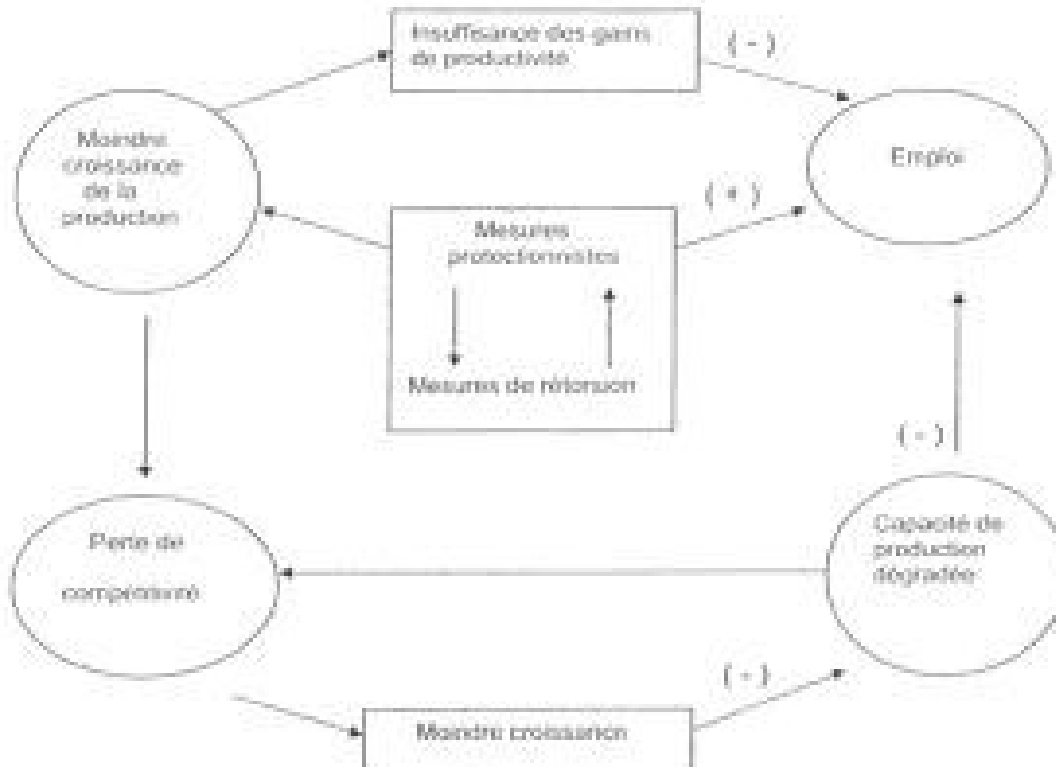 Insuffisance des gains
de productivité
( - )
Moindre
croissance
de la
production
Emploi
( + )
Mesures
protectionnistes
Mesures de rétorsion
( - )
Perte de
compétitivité
Capacité de
production
dégradée
( - )
Moindre croissance